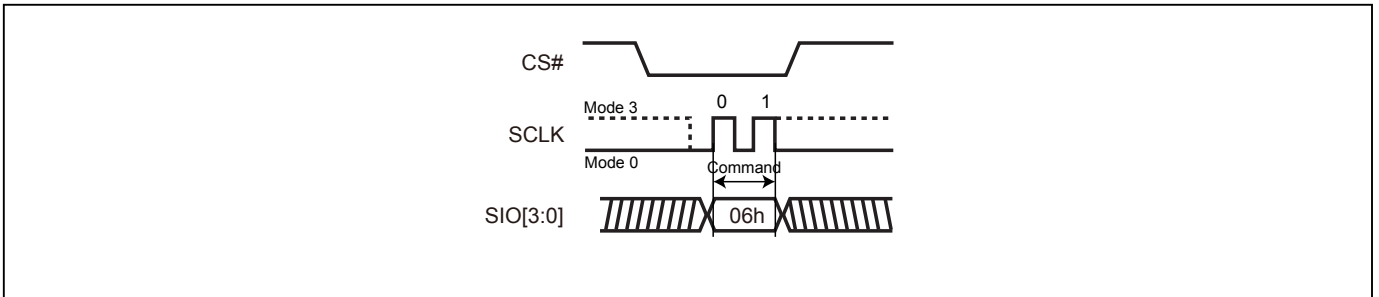 CS#
Mode 3
0 1
SCLK
Mode 0
Command
SIO[3:0]
06h